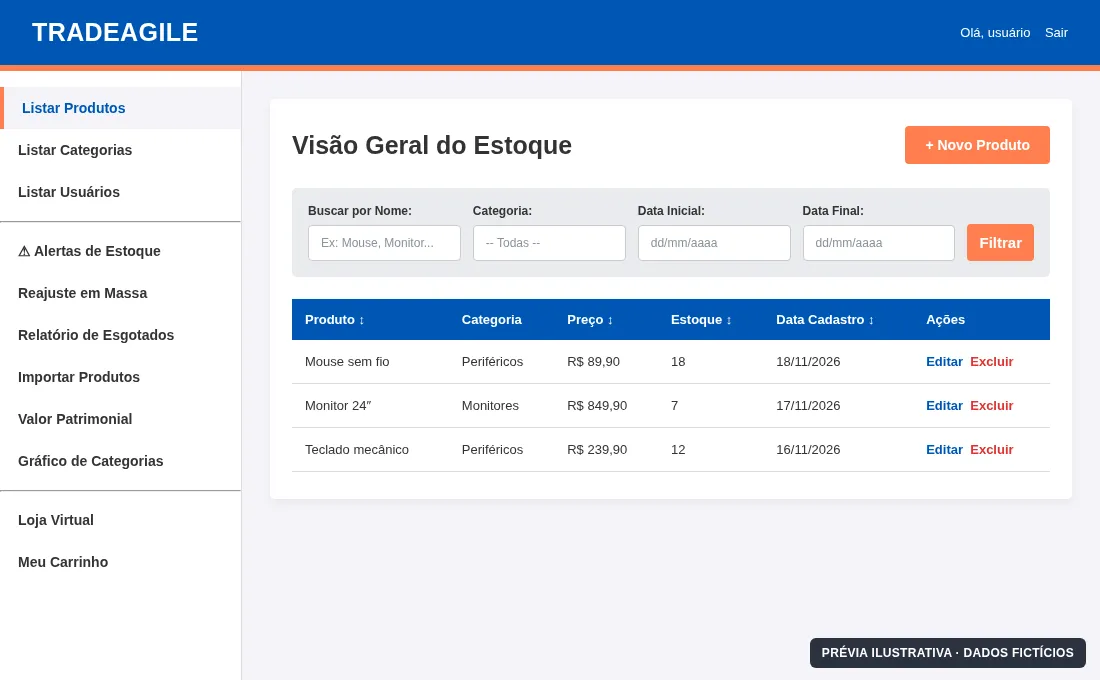 TRADEAGILE
Olá, usuário Sair
Listar Produtos
Listar Categorias
Listar Usuários
⚠ Alertas de Estoque
Reajuste em Massa
Relatório de Esgotados
Importar Produtos
Valor Patrimonial
Gráfico de Categorias
Loja Virtual
Meu Carrinho
Visão Geral do Estoque
+ Novo Produto
Buscar por Nome: Categoria: Data Inicial: Data Final:
Ex: Mouse, Monitor... -- Todas -- dd/mm/aaaa dd/mm/aaaa Filtrar
Produto ↕ Categoria Preço ↕ Estoque ↕ Data Cadastro ↕ Ações
Mouse sem fio Periféricos R$ 89,90 18 18/11/2026 Editar Excluir
Monitor 24″ Monitores R$ 849,90 7 17/11/2026 Editar Excluir
Teclado mecânico Periféricos R$ 239,90 12 16/11/2026 Editar Excluir
PRÉVIA ILUSTRATIVA · DADOS FICTÍCIOS